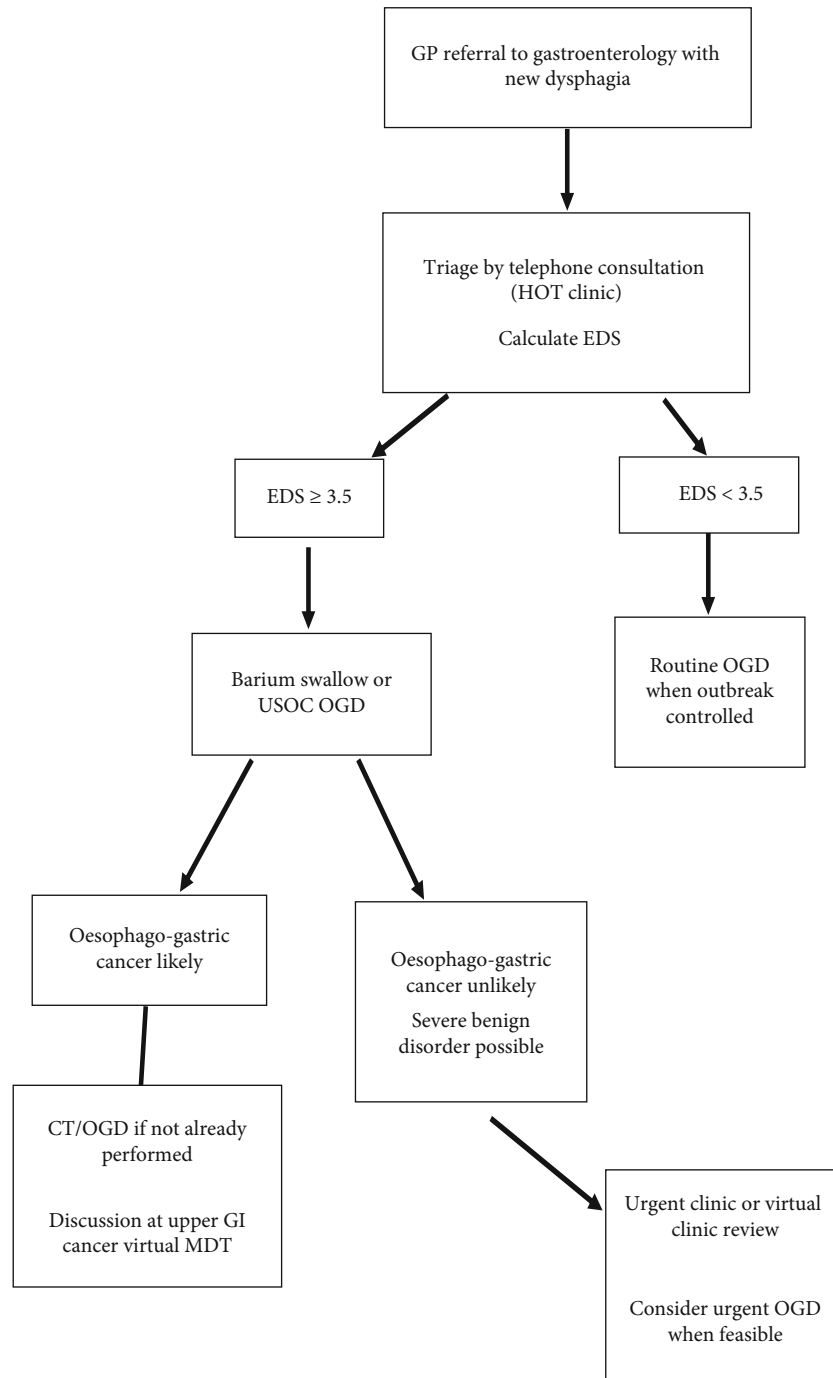 GP referral to gastroenterology with
new dysphagia
Triage by telephone consultation
(HOT clinic)
Calculate EDS
EDS ≥ 3.5
EDS < 3.5
Barium swallow or
USOC OGD
Routine OGD
when outbreak
controlled
Oesophago-gastric
cancer likely
Oesophago-gastric
cancer unlikely
Severe benign
disorder possible
CT/OGD if not already
performed
Discussion at upper GI
cancer virtual MDT
Urgent clinic or virtual
clinic review
Consider urgent OGD
when feasible